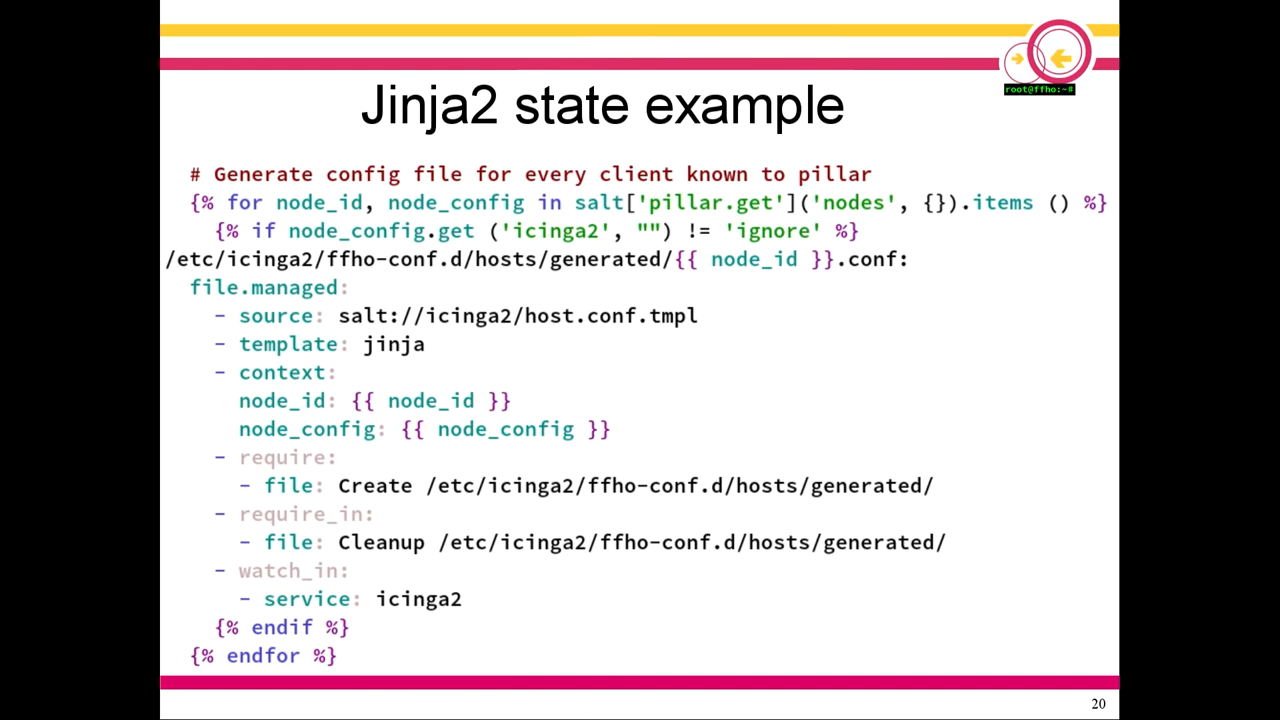 root@ffho:~#
Jinja2 state example
# Generate config file for every client known to pillar
{% for node_id, node_config in salt['pillar.get']('nodes', {}).items () %}
{% if node_config.get ('icinga2', "") != 'ignore' %}
/etc/icinga2/ffho-conf.d/hosts/generated/{{ node_id }}.conf:
file.managed:
- source: salt://icinga2/host.conf.tmpl
- template: jinja
- context:
node_id: {{ node_id }}
node_config: {{ node_config }}
- require:
- file: Create /etc/icinga2/ffho-conf.d/hosts/generated/
- require_in:
- file: Cleanup /etc/icinga2/ffho-conf.d/hosts/generated/
- watch_in:
- service: icinga2
{% endif %}
{% endfor %}
20